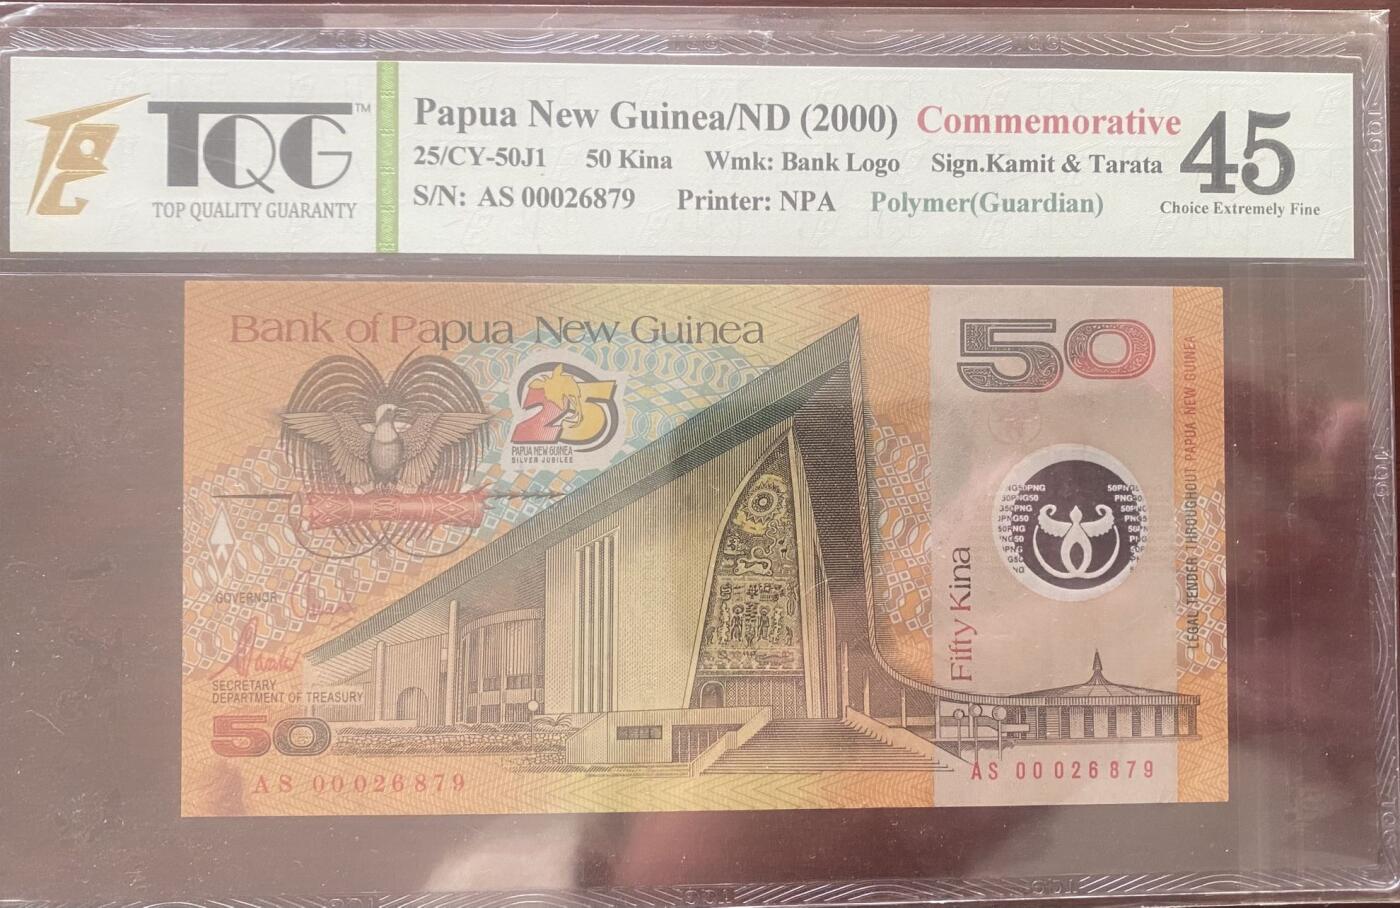 TQG™
TOP QUALITY GUARANTY
Papua New Guinea/ND (2000) Commemorative
25/CY-50J1 50 Kina Wmk: Bank Logo Sign.Kamit & Tarata
S/N: AS 00026879 Printer: NPA Polymer(Guardian)
45
Choice Extremely Fine
Bank of Papua New Guinea
25
PAPUA NEW GUINEA
SILVER JUBILEE
50
LEGAL TENDER THROUGHOUT PAPUA NEW GUINEA
Fifty Kina
GOVERNOR
SECRETARY
DEPARTMENT OF TREASURY
50
AS 00026879
AS 00026879